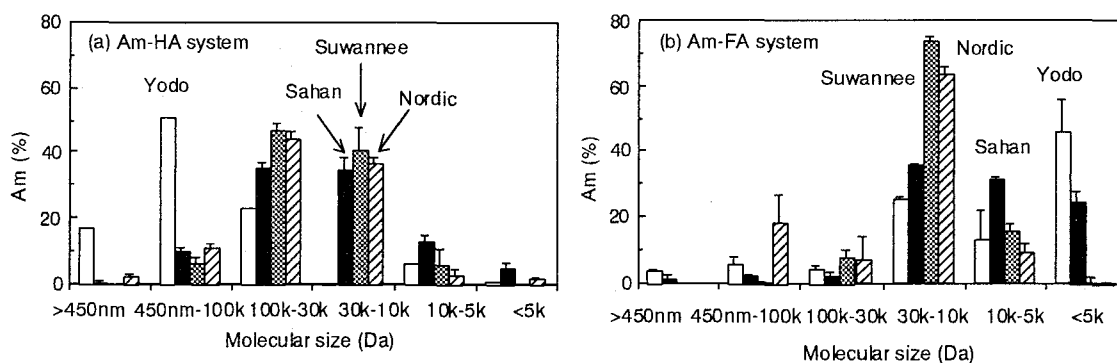 (a) Am-HA system
Suwannee
Yodo
Sahan
Nordic
Am (%)
80
60
40
20
0
>450nm 450nm-100k 100k-30k 30k-10k 10k-5k <5k
Molecular size (Da)
(b) Am-FA system
Nordic
Suwannee
Yodo
Sahan
Am (%)
80
60
40
20
0
>450nm 450nm-100k 100k-30k 30k-10k 10k-5k <5k
Molecular size (Da)